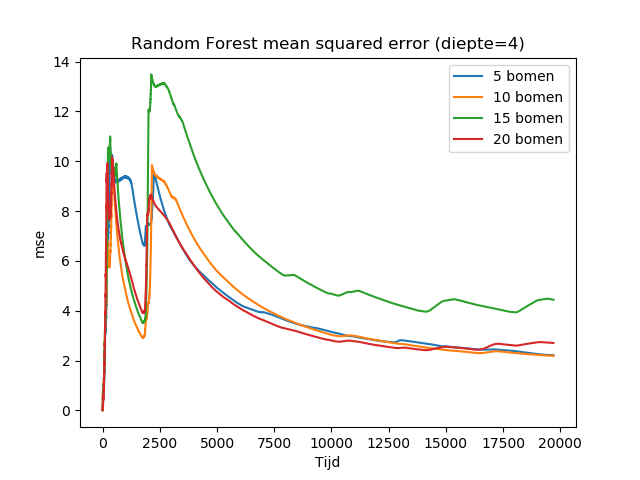 Random Forest mean squared error (diepte=4)
14
12
10
8
6
4
2
0
mse
5 bomen
10 bomen
15 bomen
20 bomen
0 2500 5000 7500 10000 12500 15000 17500 20000
Tijd